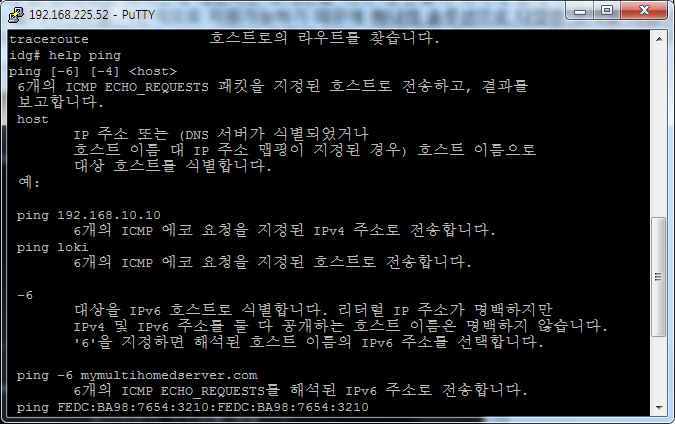 192.168.225.52 - PuTTY
traceroute 호스트로의 라우트를 찾습니다.
idg# help ping
ping [-6] [-4] <host>
6개의 ICMP ECHO_REQUESTS 패킷을 지정된 호스트로 전송하고, 결과를
보고합니다.
host
IP 주소 또는 (DNS 서버가 식별되었거나
호스트 이름 대 IP 주소 맵핑이 지정된 경우) 호스트 이름으로
대상 호스트를 식별합니다.
예:
ping 192.168.10.10
6개의 ICMP 에코 요청을 지정된 IPv4 주소로 전송합니다.
ping loki
6개의 ICMP 에코 요청을 지정된 호스트로 전송합니다.
-6
대상을 IPv6 호스트로 식별합니다. 리터럴 IP 주소가 명백하지만
IPv4 및 IPv6 주소를 둘 다 공개하는 호스트 이름은 명백하지 않습니다.
'6'을 지정하면 해석된 호스트 이름의 IPv6 주소를 선택합니다.
ping -6 mymultihomedserver.com
6개의 ICMP ECHO_REQUESTS를 해석된 IPv6 주소로 전송합니다.
ping FEDC:BA98:7654:3210:FEDC:BA98:7654:3210